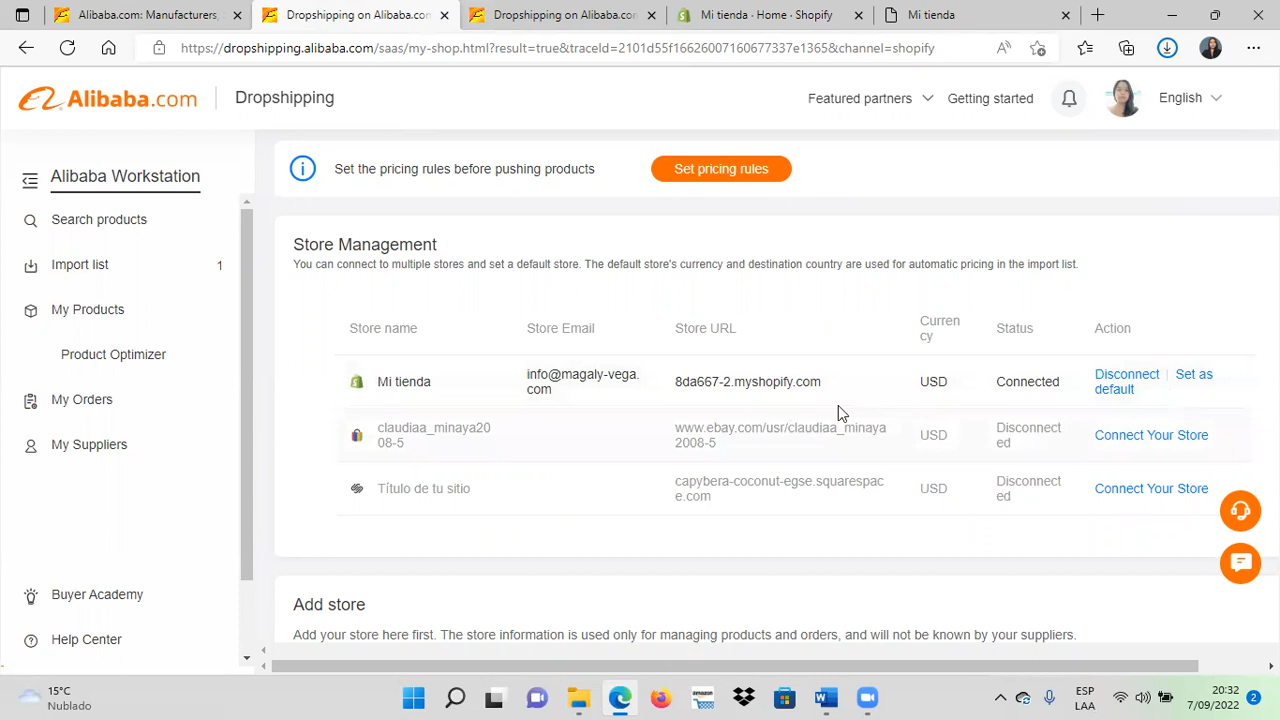 Alibaba.com: Manufacturers,
Dropshipping on Alibaba.com
Dropshipping on Alibaba.com
Mi tienda · Home · Shopify
Mi tienda
https://dropshipping.alibaba.com/saas/my-shop.html?result=true&traceId=2101d55f16626007160677337e1365&channel=shopify
Alibaba.com
Dropshipping
Featured partners
Getting started
English
Alibaba Workstation
Search products
Import list
1
My Products
Product Optimizer
My Orders
My Suppliers
Buyer Academy
Help Center
Set the pricing rules before pushing products
Set pricing rules
Store Management
You can connect to multiple stores and set a default store. The default store's currency and destination country are used for automatic pricing in the import list.
Store name
Store Email
Store URL
Curren
cy
Status
Action
Mi tienda
info@magaly-vega.
com
8da667-2.myshopify.com
USD
Connected
Disconnect | Set as
default
claudiaa_minaya20
08-5
www.ebay.com/usr/claudiaa_minaya
2008-5
USD
Disconnect
ed
Connect Your Store
Título de tu sitio
capybera-coconut-egse.squarespac
e.com
USD
Disconnect
ed
Connect Your Store
Add store
Add your store here first. The store information is used only for managing products and orders, and will not be known by your suppliers.
15°C
Nublado
amazon
ESP
LAA
20:32
7/09/2022
2